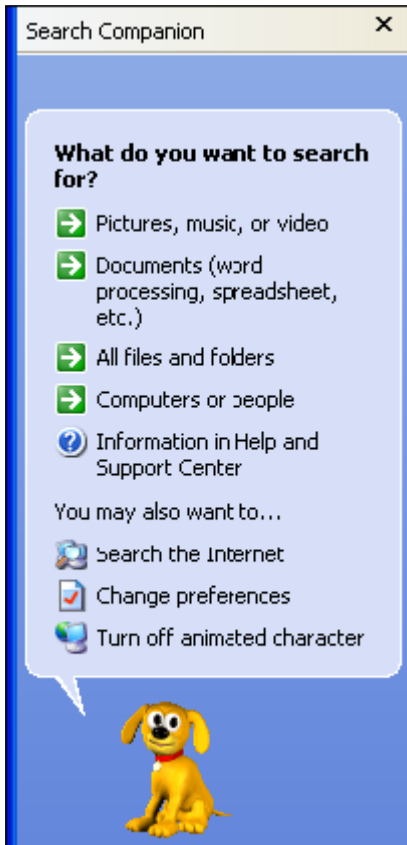 Search Companion
What do you want to search
for?
Pictures, music, or video
Documents (word
processing, spreadsheet,
etc.)
All files and folders
Computers or people
Information in Help and
Support Center
You may also want to...
Search the Internet
Change preferences
Turn off animated character